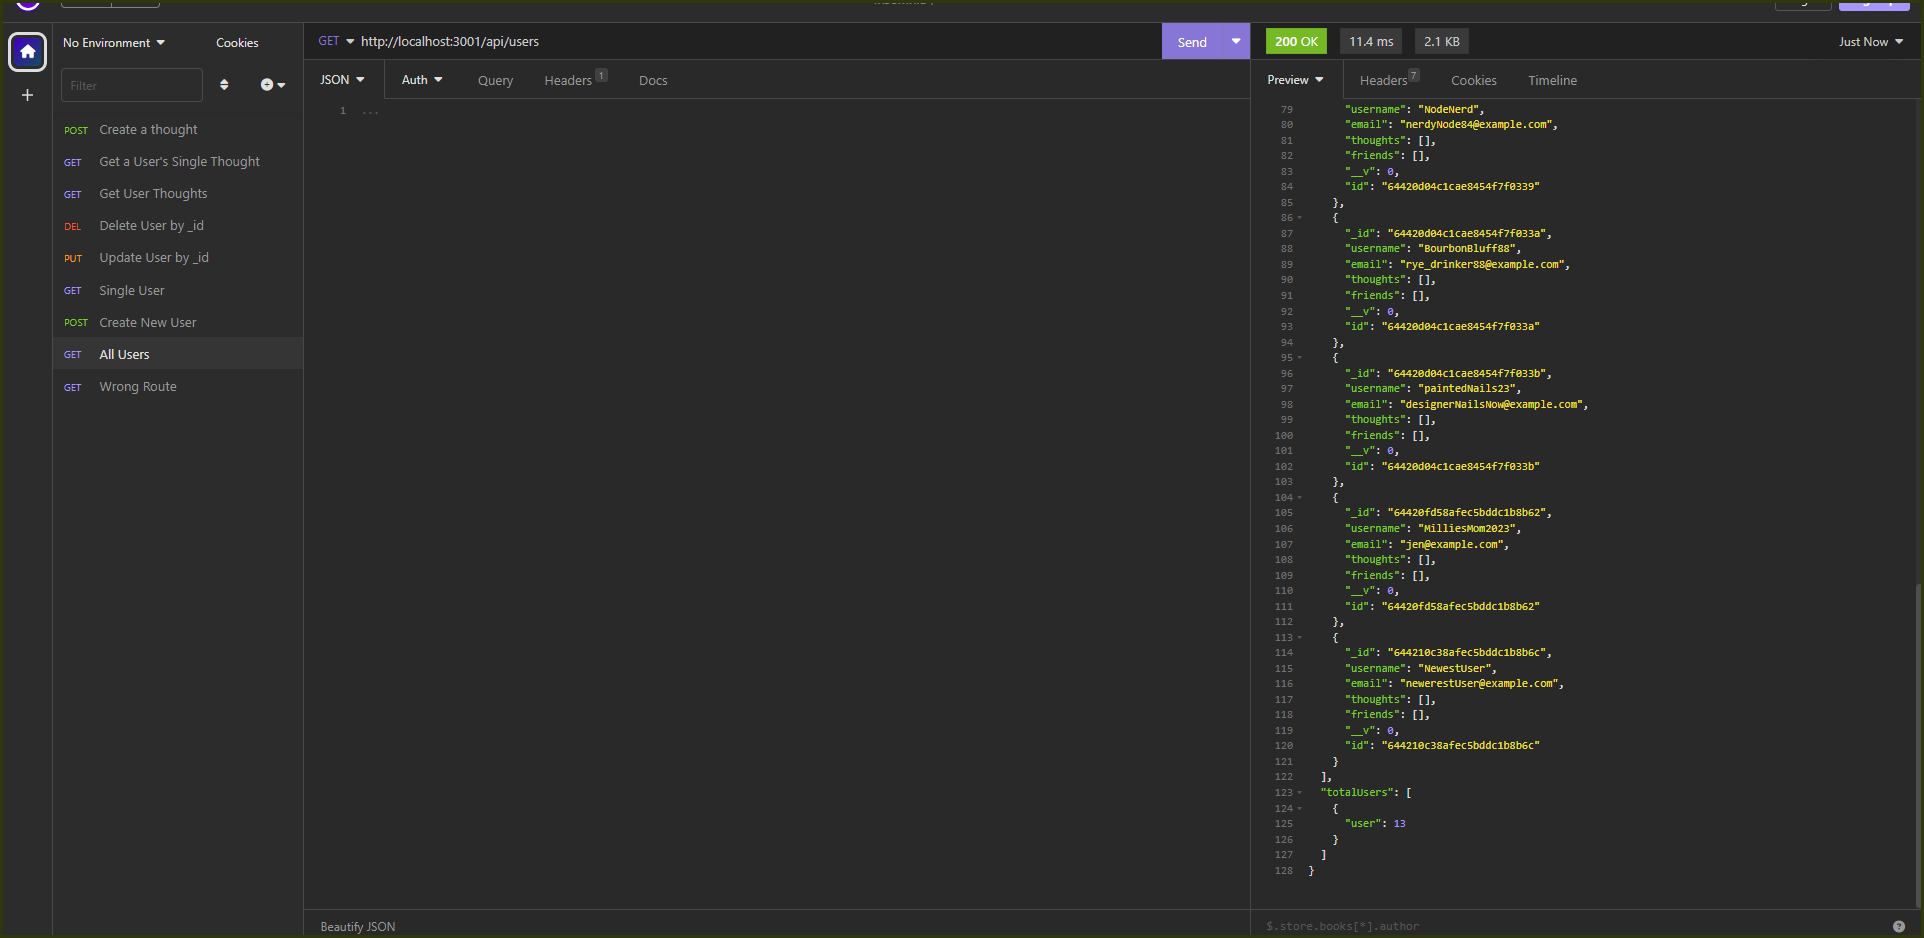 No Environment
Cookies
Filter
POST Create a thought
GET Get a User's Single Thought
GET Get User Thoughts
DEL Delete User by _id
PUT Update User by _id
GET Single User
POST Create New User
GET All Users
GET Wrong Route
GET http://localhost:3001/api/users
Send
JSON Auth Query Headers 1 Docs
1 ...
Beautify JSON
200 OK 11.4 ms 2.1 KB Just Now
Preview Headers 7 Cookies Timeline
79 "username": "NodeNerd",
80 "email": "nerdyNode84@example.com",
81 "thoughts": [],
82 "friends": [],
83 "__v": 0,
84 "id": "64420d04c1cae8454f7f0339"
85 },
86 {
87 "_id": "64420d04c1cae8454f7f033a",
88 "username": "BourbonBluff88",
89 "email": "rye_drinker88@example.com",
90 "thoughts": [],
91 "friends": [],
92 "__v": 0,
93 "id": "64420d04c1cae8454f7f033a"
94 },
95 {
96 "_id": "64420d04c1cae8454f7f033b",
97 "username": "paintedNails23",
98 "email": "designerNailsNow@example.com",
99 "thoughts": [],
100 "friends": [],
101 "__v": 0,
102 "id": "64420d04c1cae8454f7f033b"
103 },
104 {
105 "_id": "64420fd58afec5bddc1b8b62",
106 "username": "MilliesMom2023",
107 "email": "jen@example.com",
108 "thoughts": [],
109 "friends": [],
110 "__v": 0,
111 "id": "64420fd58afec5bddc1b8b62"
112 },
113 {
114 "_id": "644210c38afec5bddc1b8b6c",
115 "username": "NewestUser",
116 "email": "newerestUser@example.com",
117 "thoughts": [],
118 "friends": [],
119 "__v": 0,
120 "id": "644210c38afec5bddc1b8b6c"
121 }
122 ],
123 "totalUsers": [
124 {
125 "user": 13
126 }
127 ]
128 }
$.store.books[*].author